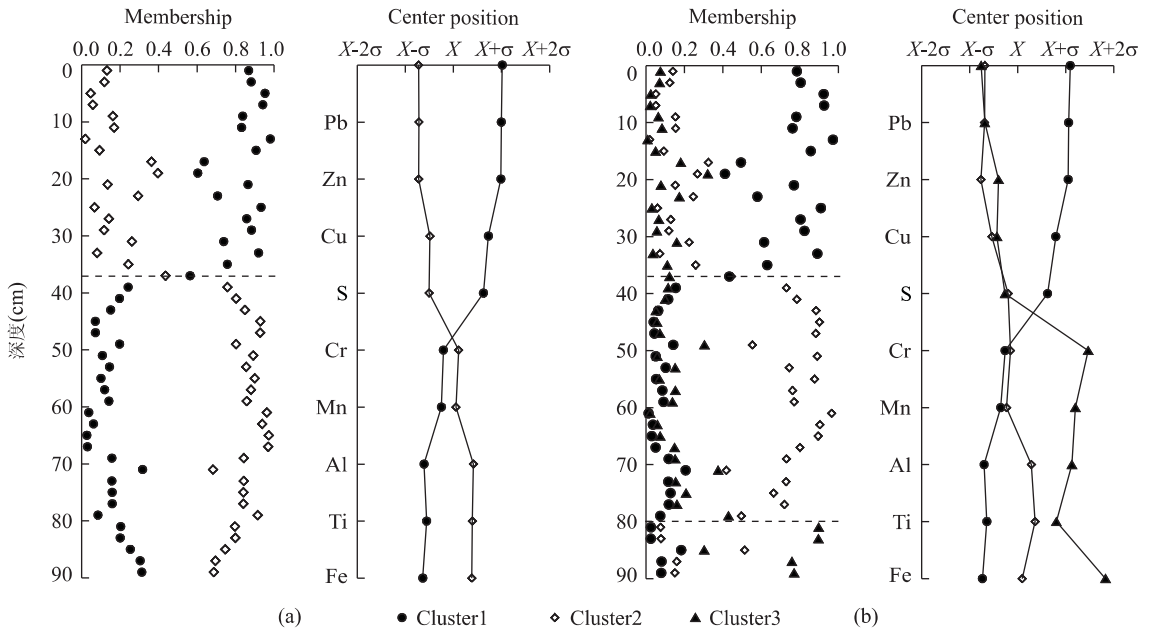 Membership Center position Membership Center position
0.0 0.2 0.4 0.6 0.8 1.0 X-2σ X-σ X X+σ X+2σ 0.0 0.2 0.4 0.6 0.8 1.0 X-2σ X-σ X X+σ X+2σ
0 0
10 Pb 10 Pb
20 Zn 20 Zn
30 Cu 30 Cu
40 S 40 S
深度(cm)
50 Cr 50 Cr
60 Mn 60 Mn
70 Al 70 Al
80 Ti 80 Ti
90 Fe 90 Fe
(a) Cluster1 Cluster2 Cluster3 (b)